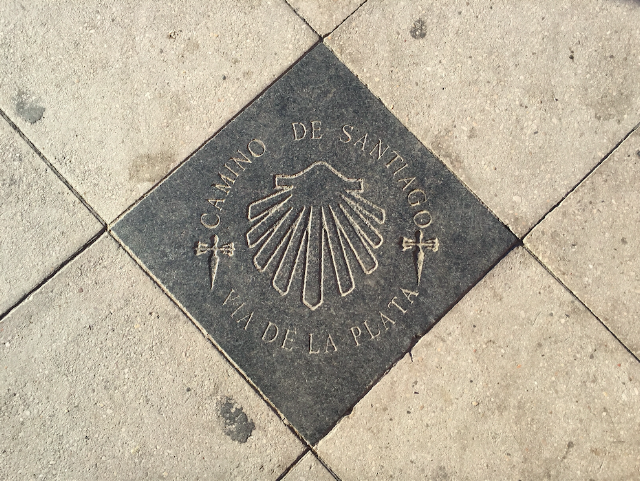 CAMINO DE SANTIAGO
VIA DE LA PLATA